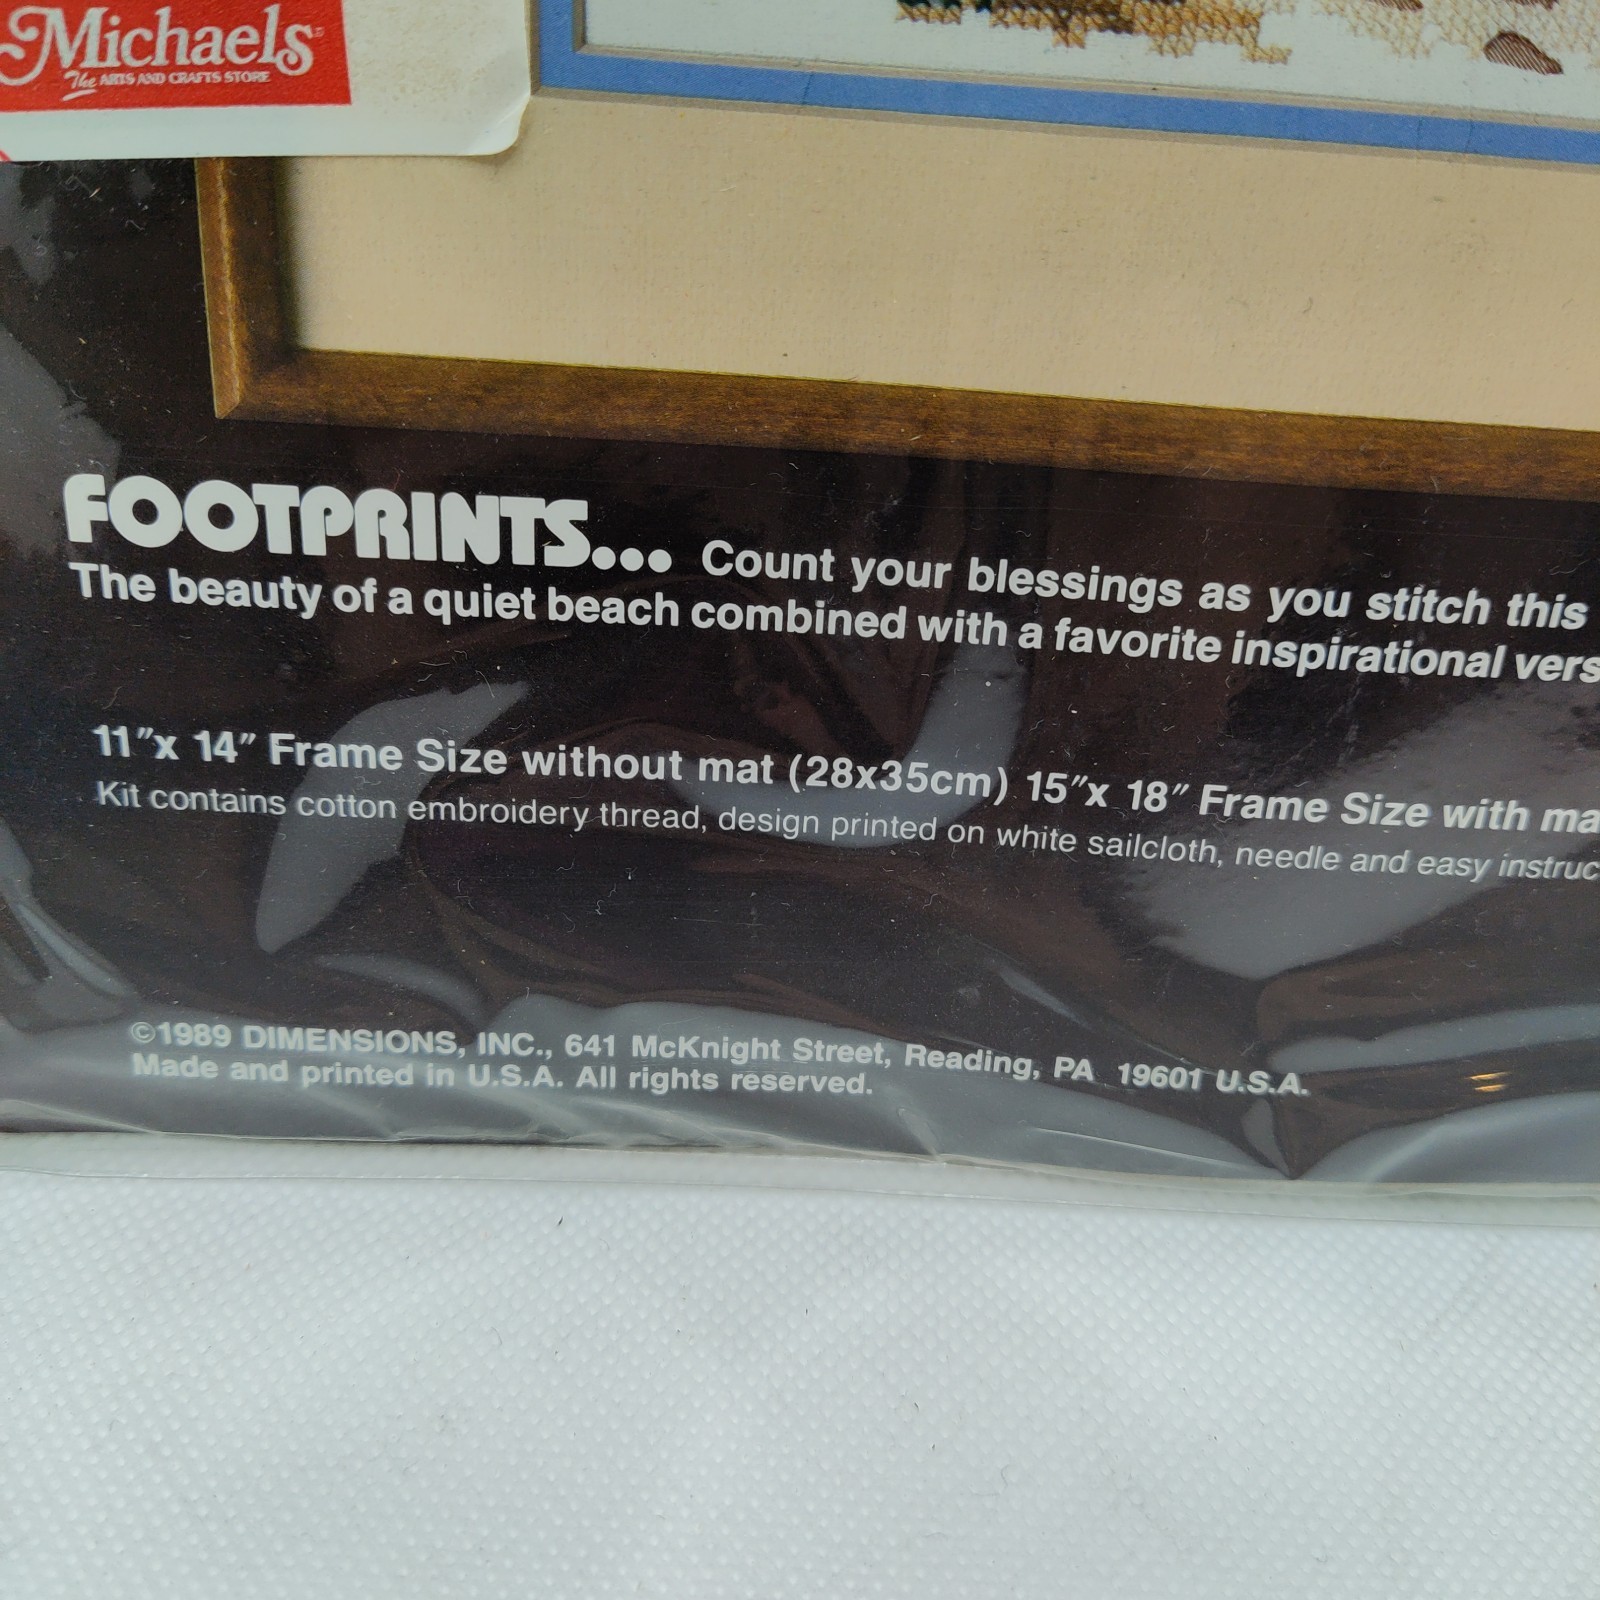 Michaels
The ARTS AND CRAFTS STORE
FOOTPRINTS... Count your blessings as you stitch this
The beauty of a quiet beach combined with a favorite inspirational vers
11"x 14" Frame Size without mat (28x35cm) 15"x 18" Frame Size with ma
Kit contains cotton embroidery thread, design printed on white sailcloth, needle and easy instruc
©1989 DIMENSIONS, INC., 641 McKnight Street, Reading, PA 19601 U.S.A.
Made and printed in U.S.A. All rights reserved.